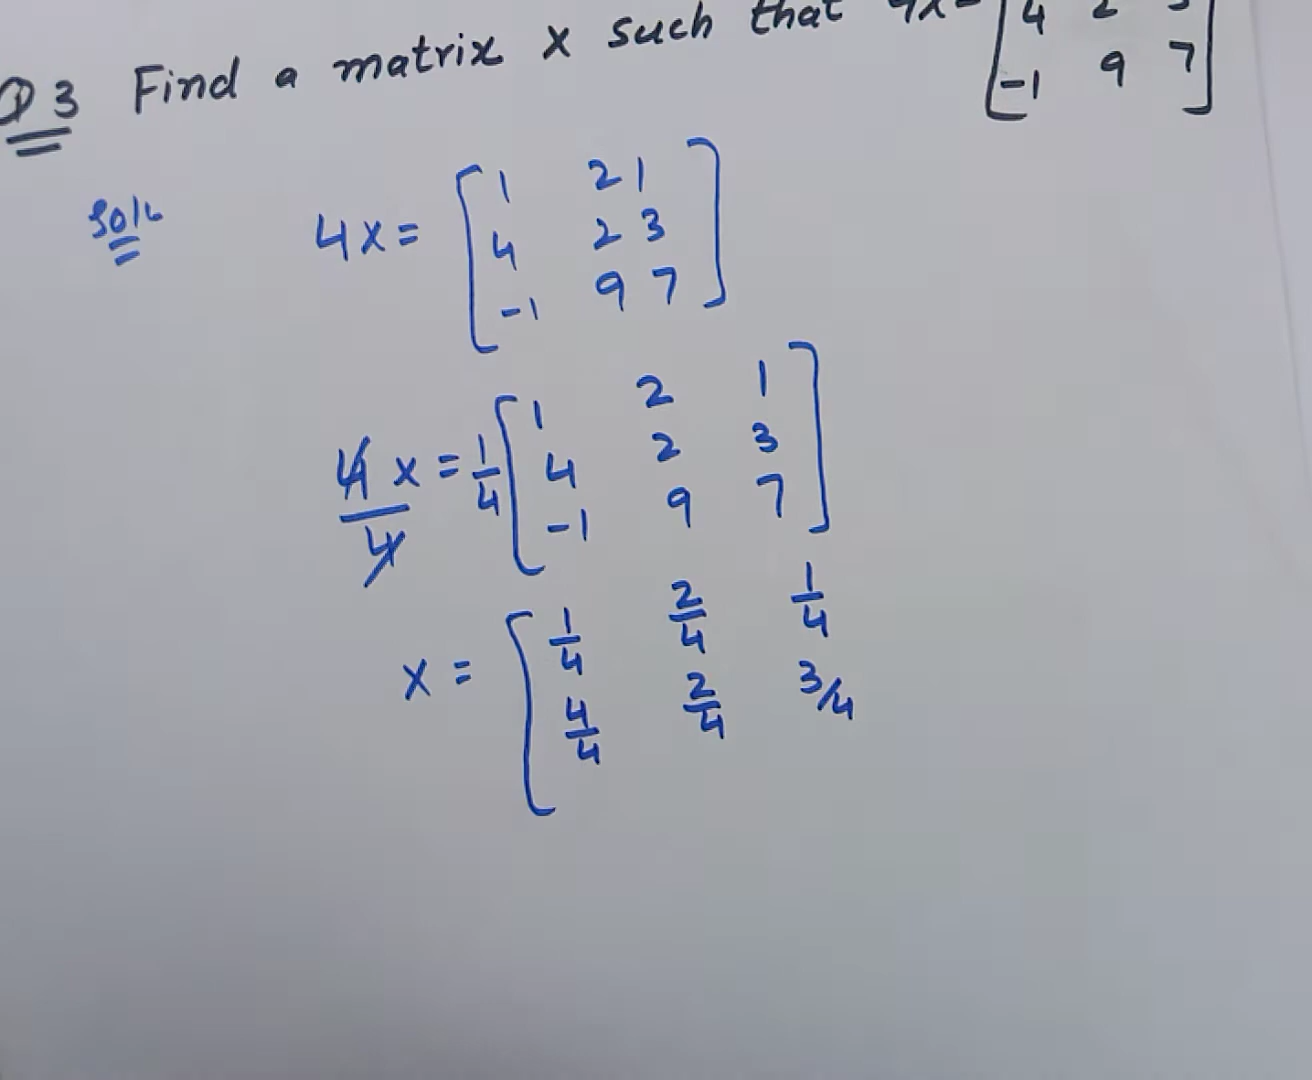 Q3 Find a matrix x such that 4x=
4 2 3
-1 9 7
Sol:
4x= [ 1 2 1
4 2 3
-1 9 7 ]
4x/4 = 1/4 [ 1 2 1
4 2 3
-1 9 7 ]
x = [ 1/4 2/4 1/4
4/4 2/4 3/4